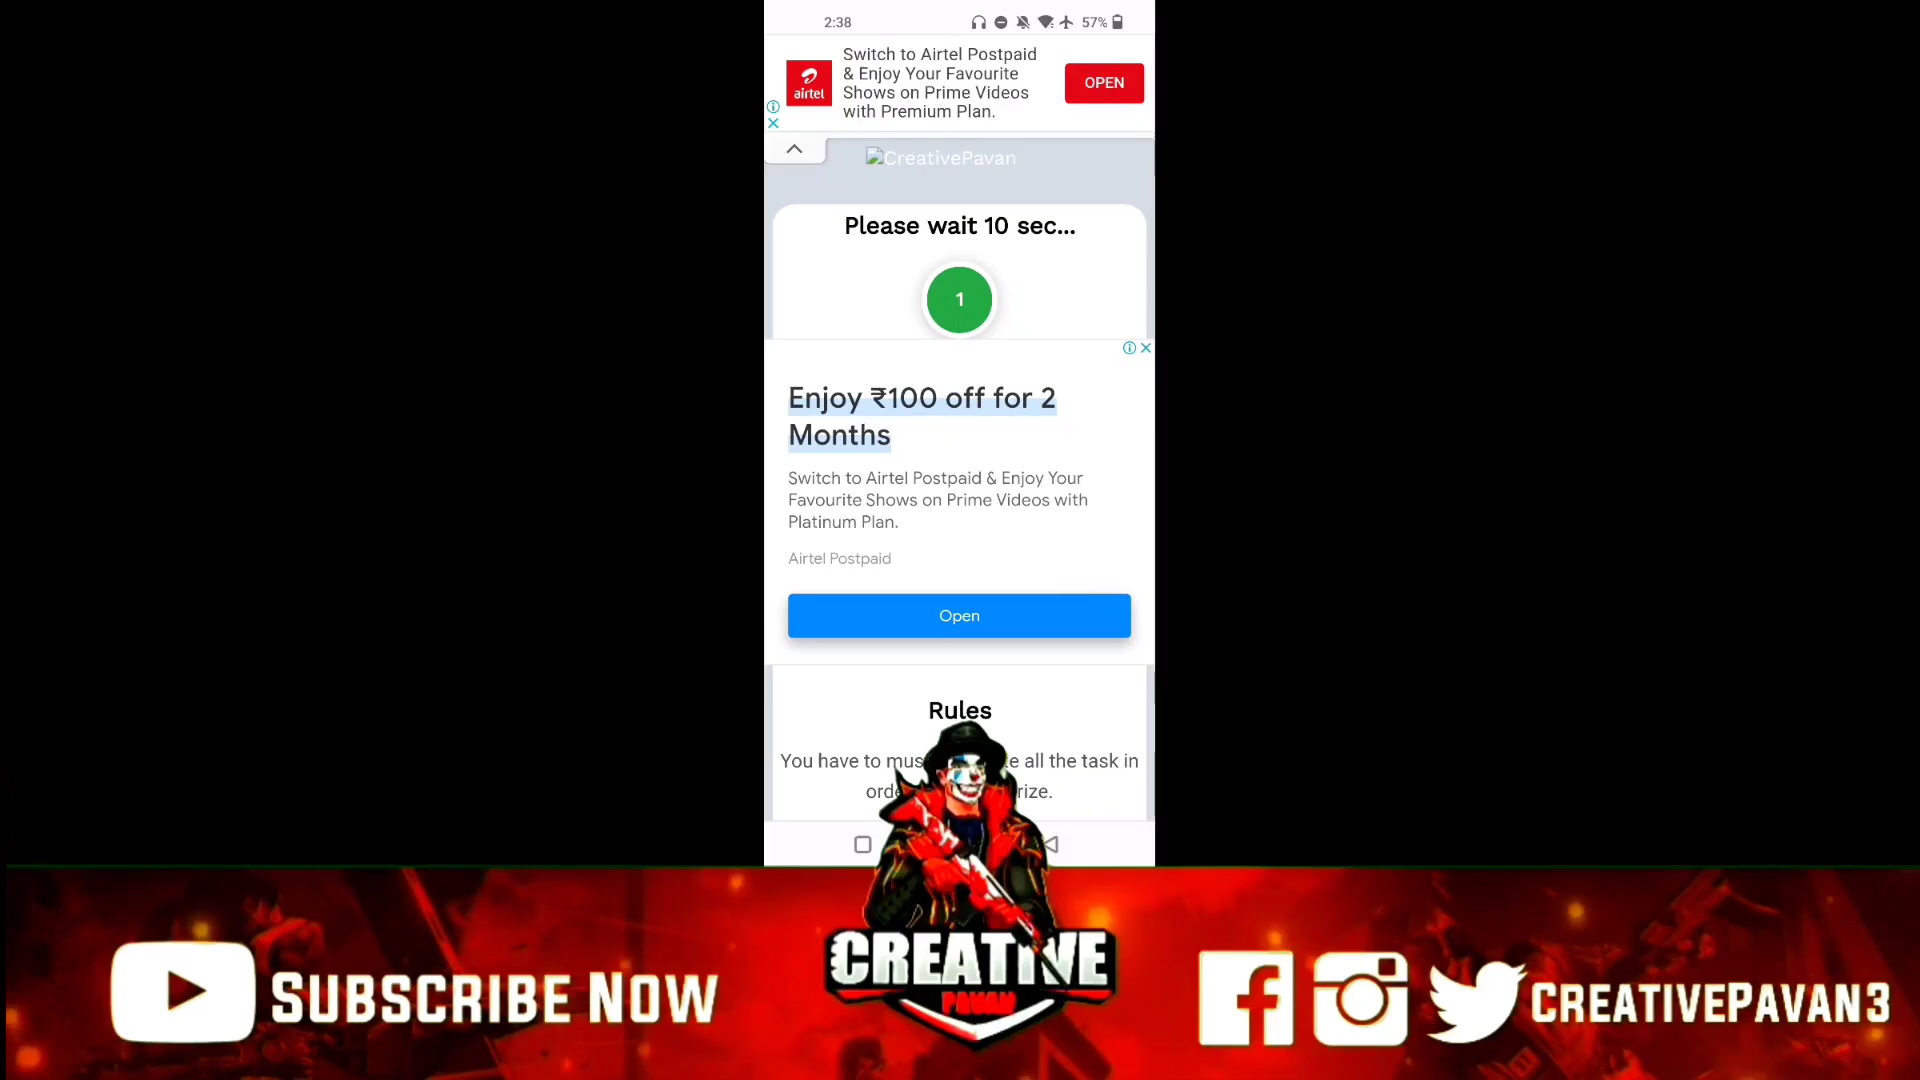 2:38
57%
Switch to Airtel Postpaid
& Enjoy Your Favourite
Shows on Prime Videos
with Premium Plan.
airtel
OPEN
CreativePavan
Please wait 10 sec...
1
Enjoy ₹100 off for 2
Months
Switch to Airtel Postpaid & Enjoy Your
Favourite Shows on Prime Videos with
Platinum Plan.
Airtel Postpaid
Open
Rules
You have to all the task in
SUBSCRIBE NOW
CREATIVE
PAVAN
CREATIVEPAVAN3